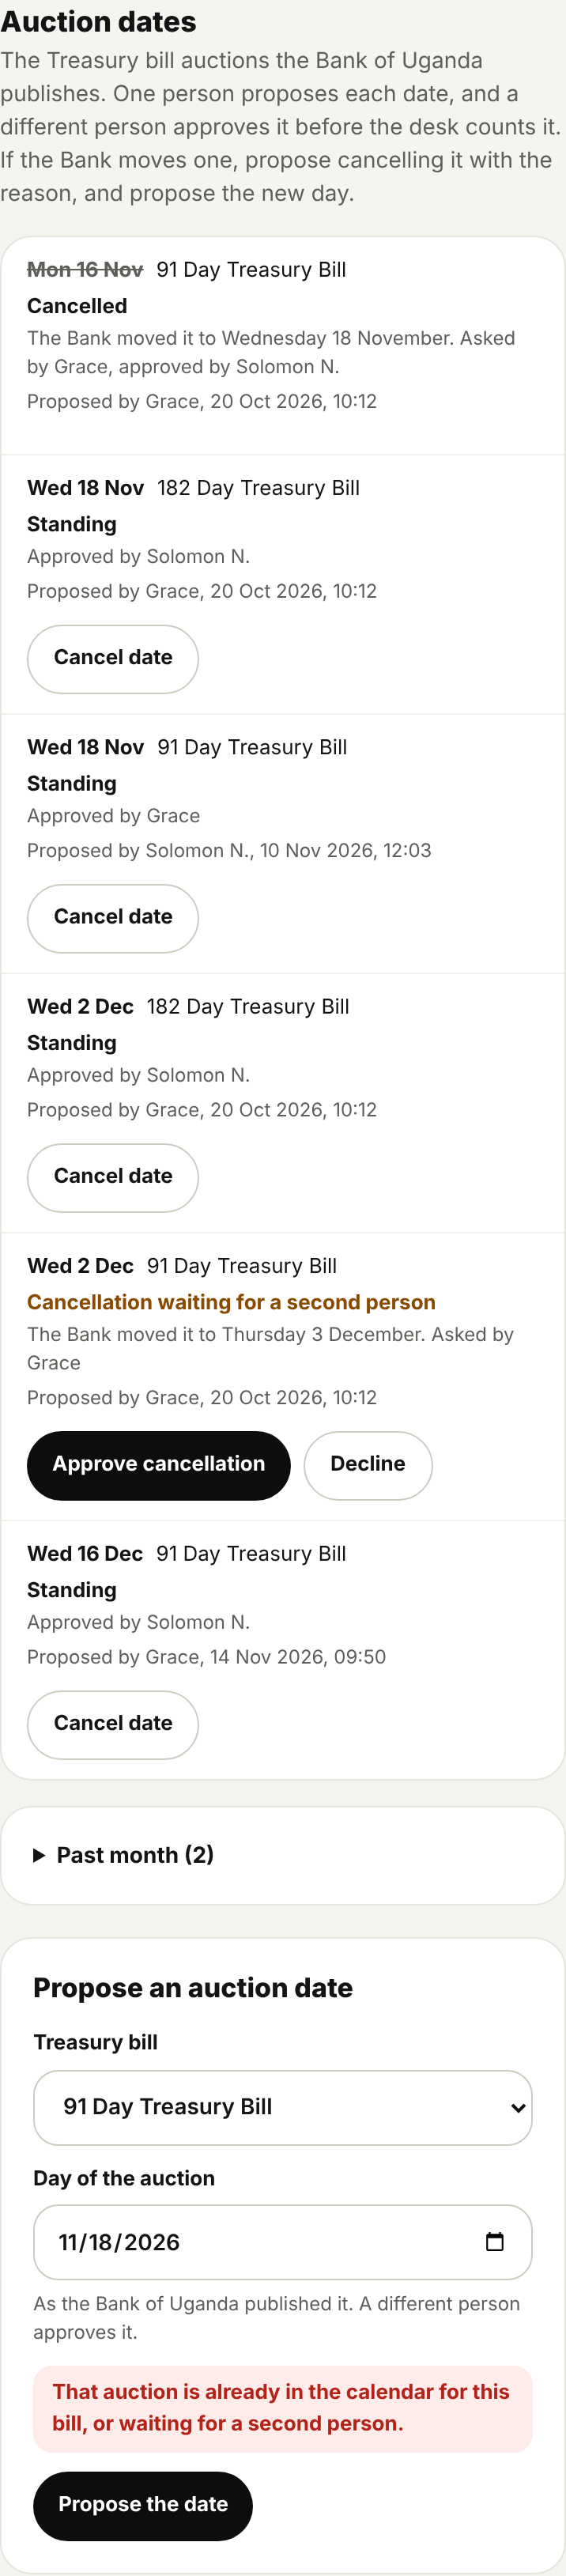 Auction dates
The Treasury bill auctions the Bank of Uganda
publishes. One person proposes each date, and a
different person approves it before the desk counts it.
If the Bank moves one, propose cancelling it with the
reason, and propose the new day.
Mon 16 Nov 91 Day Treasury Bill
Cancelled
The Bank moved it to Wednesday 18 November. Asked
by Grace, approved by Solomon N.
Proposed by Grace, 20 Oct 2026, 10:12
Wed 18 Nov 182 Day Treasury Bill
Standing
Approved by Solomon N.
Proposed by Grace, 20 Oct 2026, 10:12
Cancel date
Wed 18 Nov 91 Day Treasury Bill
Standing
Approved by Grace
Proposed by Solomon N., 10 Nov 2026, 12:03
Cancel date
Wed 2 Dec 182 Day Treasury Bill
Standing
Approved by Solomon N.
Proposed by Grace, 20 Oct 2026, 10:12
Cancel date
Wed 2 Dec 91 Day Treasury Bill
Cancellation waiting for a second person
The Bank moved it to Thursday 3 December. Asked by
Grace
Proposed by Grace, 20 Oct 2026, 10:12
Approve cancellation Decline
Wed 16 Dec 91 Day Treasury Bill
Standing
Approved by Solomon N.
Proposed by Grace, 14 Nov 2026, 09:50
Cancel date
Past month (2)
Propose an auction date
Treasury bill
91 Day Treasury Bill
Day of the auction
11/18/2026
As the Bank of Uganda published it. A different person
approves it.
That auction is already in the calendar for this
bill, or waiting for a second person.
Propose the date